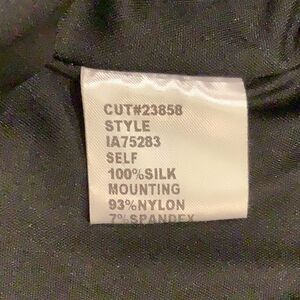 CUT#23858
STYLE
IA75283
SELF
100%SILK
MOUNTING
93%NYLON
7%SPANDEX